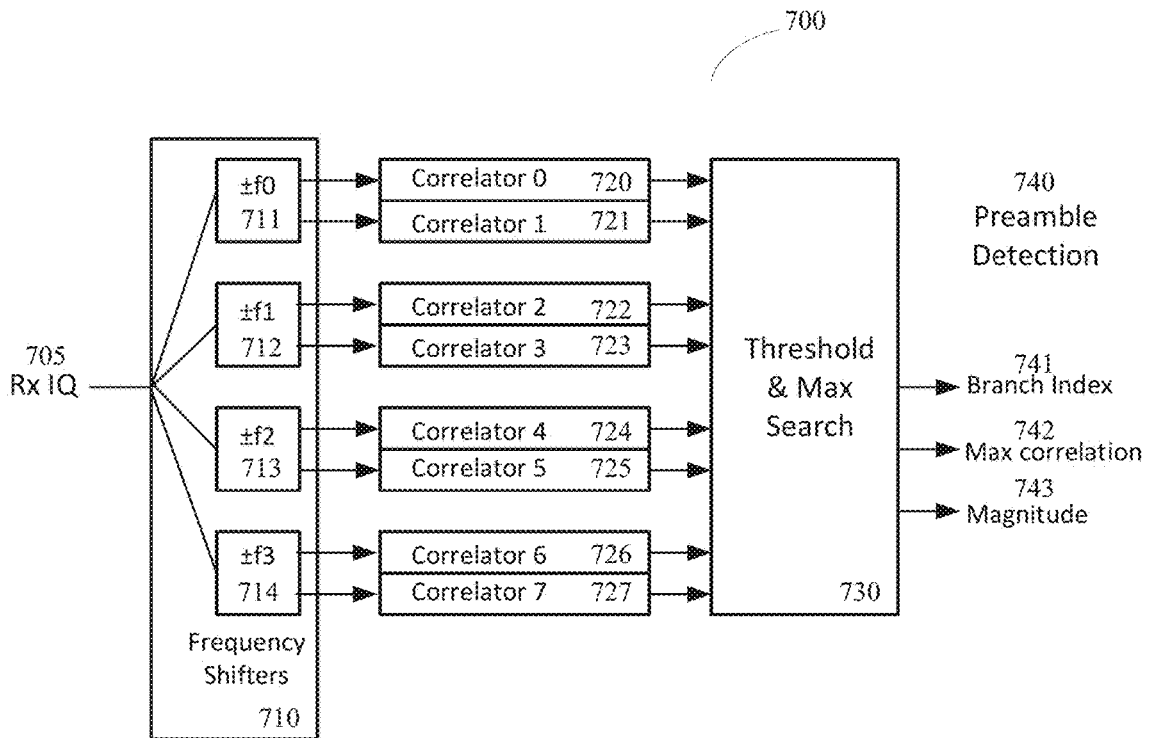 700
±f0
711
Correlator 0 720
Correlator 1 721
740
Preamble
Detection
±f1
712
Correlator 2 722
Correlator 3 723
705
Rx IQ
Threshold
& Max
Search
741
Branch Index
±f2
713
Correlator 4 724
Correlator 5 725
742
Max correlation
743
Magnitude
±f3
714
Correlator 6 726
Correlator 7 727
730
Frequency
Shifters
710